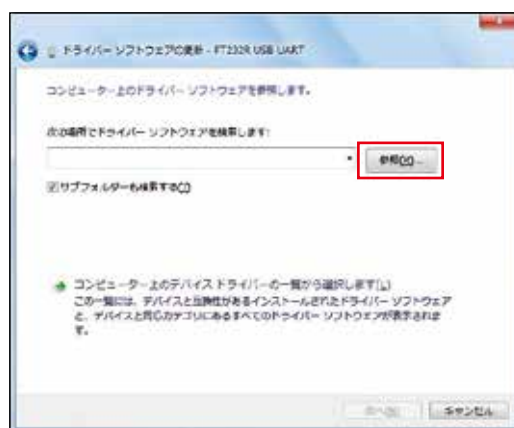 ドライバー ソフトウェアの更新 - FT232R USB UART
コンピューター上のドライバー ソフトウェアを参照します。
次の場所でドライバー ソフトウェアを検索します:
参照(R)...
サブフォルダーも検索する(I)
コンピューター上のデバイス ドライバーの一覧から選択します(L)
この一覧には、デバイスと互換性があるインストールされたドライバー ソフトウェア
と、デバイスと同じカテゴリにあるすべてのドライバー ソフトウェアが表示されま
す。
次へ(N)
キャンセル